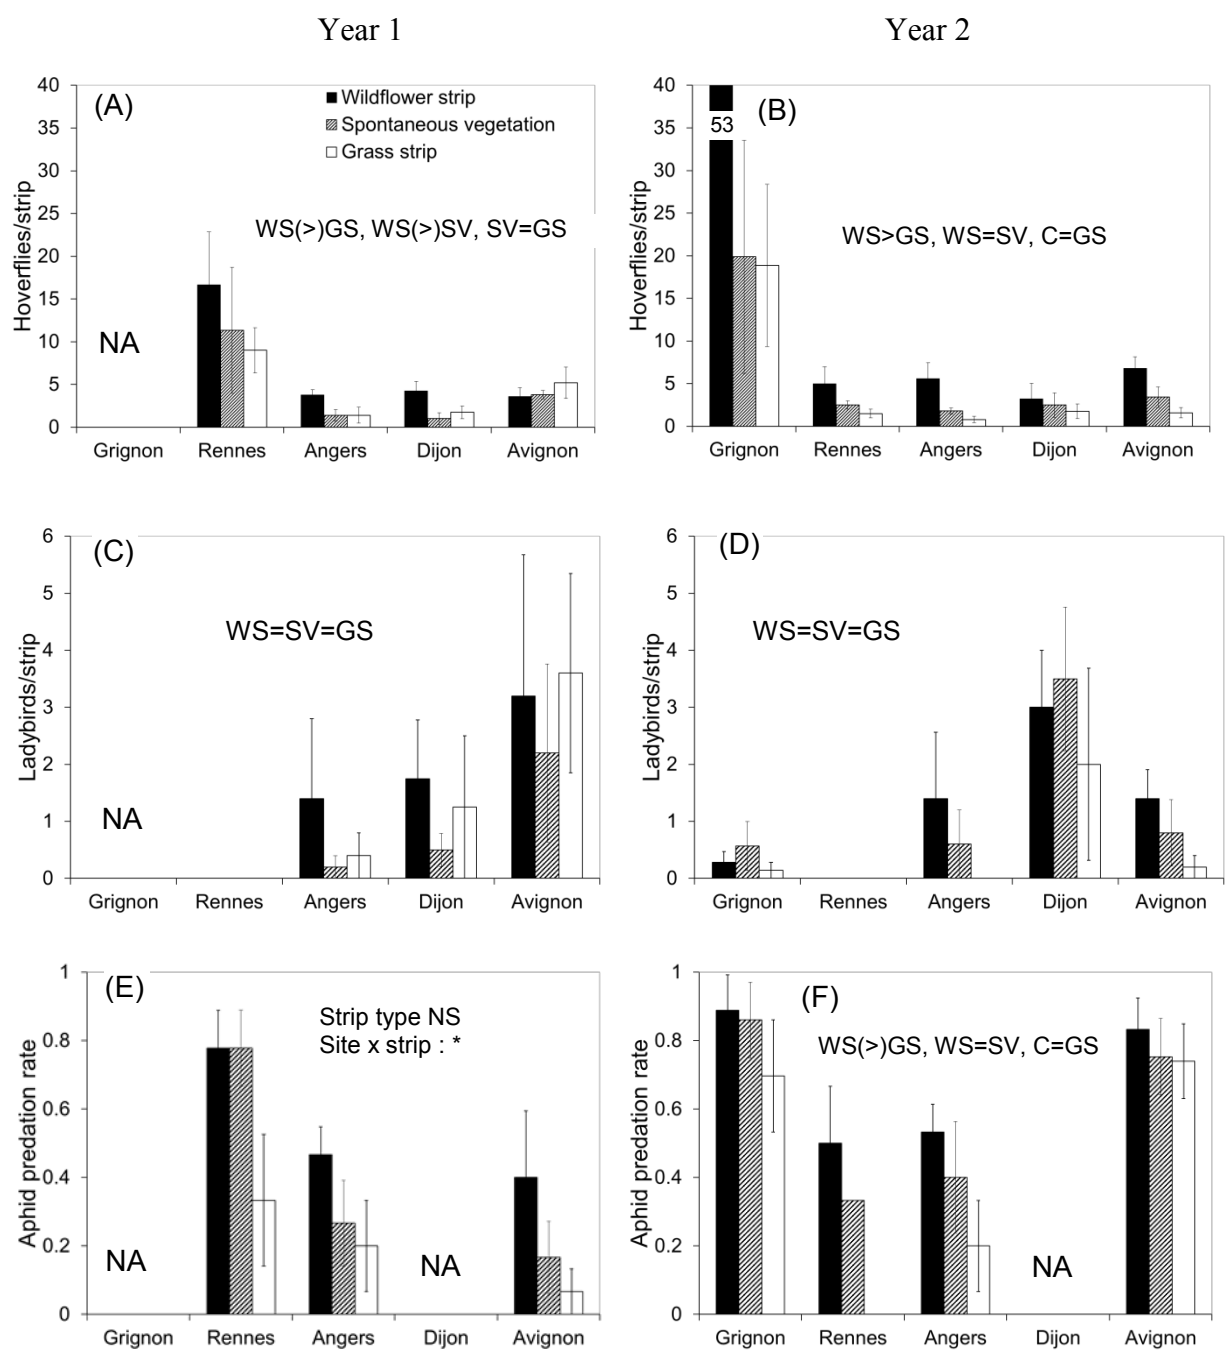 Year 1
Year 2
(A)
Wildflower strip
Spontaneous vegetation
Grass strip
WS(>)GS, WS(>)SV, SV=GS
NA
Hoverflies/strip
40
35
30
25
20
15
10
5
0
Grignon Rennes Angers Dijon Avignon
(B)
53
WS>GS, WS=SV, C=GS
Hoverflies/strip
40
35
30
25
20
15
10
5
0
Grignon Rennes Angers Dijon Avignon
(C)
WS=SV=GS
NA
Ladybirds/strip
6
5
4
3
2
1
0
Grignon Rennes Angers Dijon Avignon
(D)
WS=SV=GS
Ladybirds/strip
6
5
4
3
2
1
0
Grignon Rennes Angers Dijon Avignon
(E)
Strip type NS
Site x strip : *
NA
NA
Aphid predation rate
1
0.8
0.6
0.4
0.2
0
Grignon Rennes Angers Dijon Avignon
(F)
WS(>)GS, WS=SV, C=GS
NA
Aphid predation rate
1
0.8
0.6
0.4
0.2
0
Grignon Rennes Angers Dijon Avignon